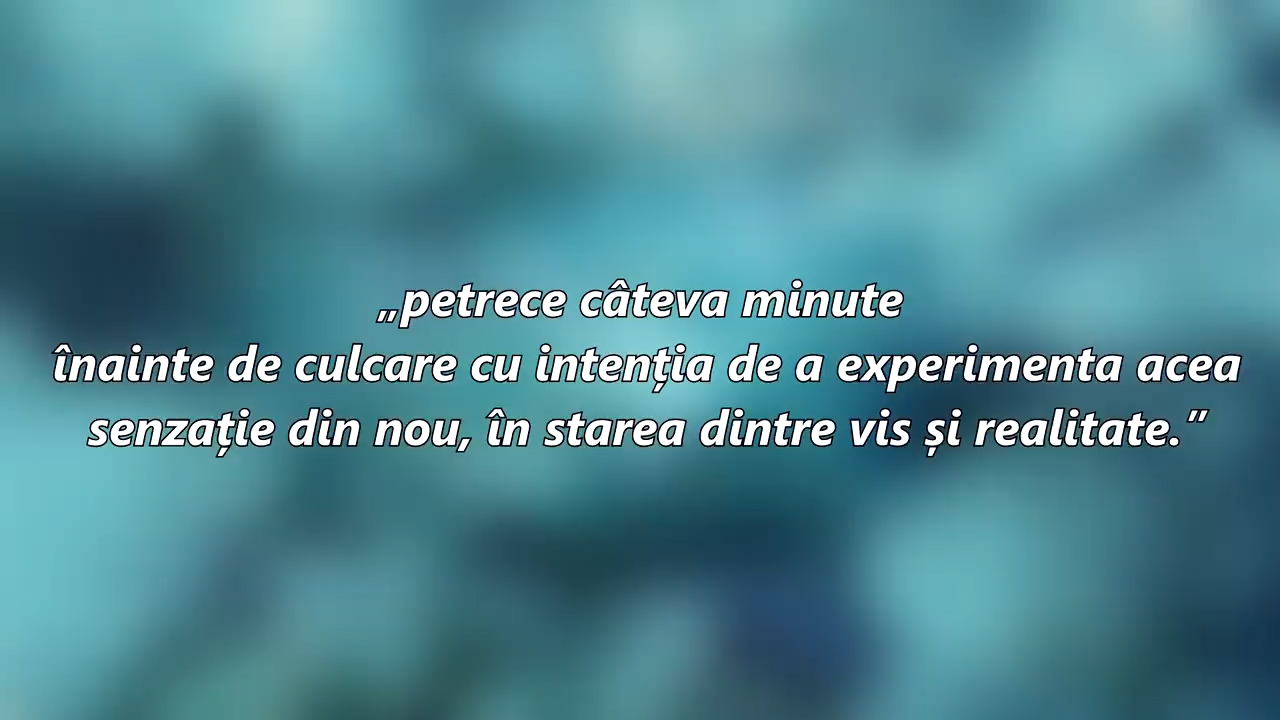 „petrece câteva minute
înainte de culcare cu intenția de a experimenta acea
senzație din nou, în starea dintre vis și realitate.”